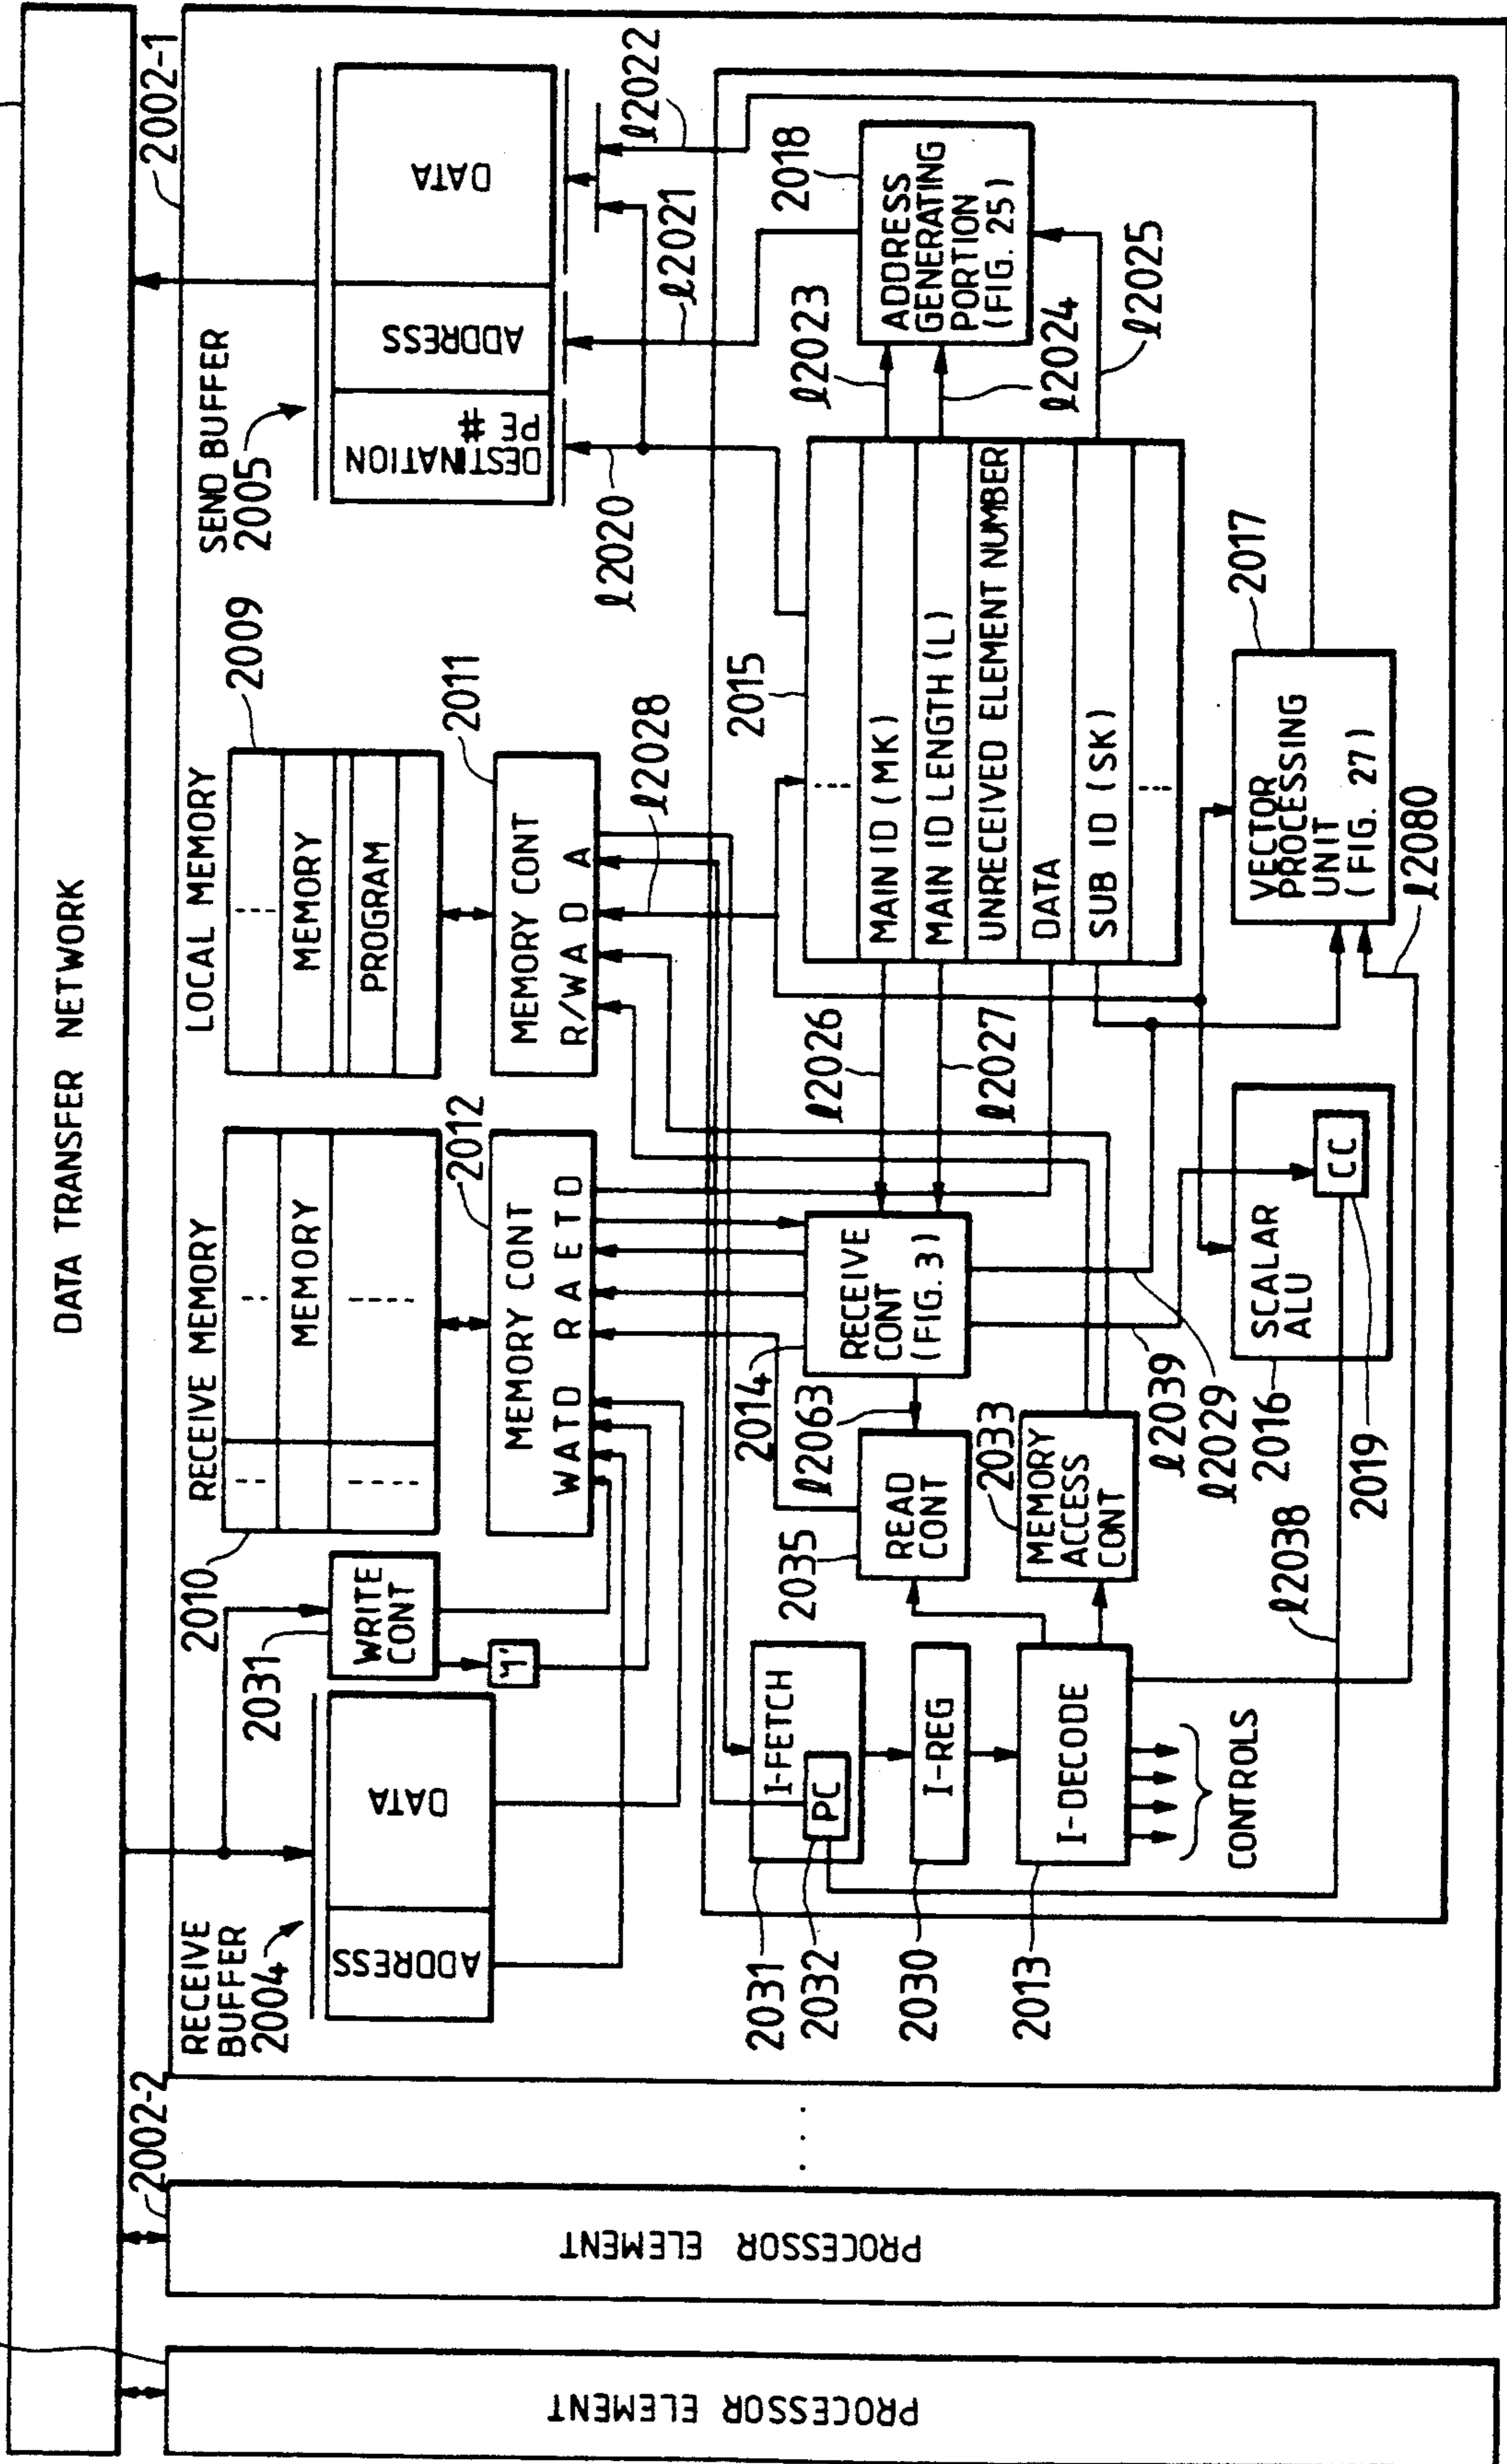 DATA TRANSFER NETWORK
2002-1
2002-2
PROCESSOR ELEMENT
PROCESSOR ELEMENT
. . .
RECEIVE
BUFFER
2004
ADDRESS
DATA
2031
WRITE
CONT
'1'
2010
RECEIVE MEMORY
MEMORY
2012
MEMORY CONT
WATD R A E T D
LOCAL MEMORY
2009
MEMORY
PROGRAM
2011
MEMORY CONT
R/W A D A
ℓ2028
SEND BUFFER
2005
DESTINATION
PE
#
ADDRESS
DATA
ℓ2020
ℓ2021
ℓ2022
2031
I-FETCH
PC
2032
2030
I-REG
2013
I-DECODE
CONTROLS
2035
READ
CONT
ℓ2063
2014
RECEIVE
CONT
(FIG. 3)
2033
MEMORY
ACCESS
CONT
ℓ2026
ℓ2027
2015
MAIN ID (MK)
MAIN ID LENGTH (L)
UNRECEIVED ELEMENT NUMBER
DATA
SUB ID (SK)
ℓ2023
ℓ2024
2018
ADDRESS
GENERATING
PORTION
(FIG. 25)
ℓ2025
ℓ2039
ℓ2029
2016
SCALAR
ALU
CC
2019
ℓ2038
2017
VECTOR
PROCESSING
UNIT
(FIG. 27)
ℓ2080